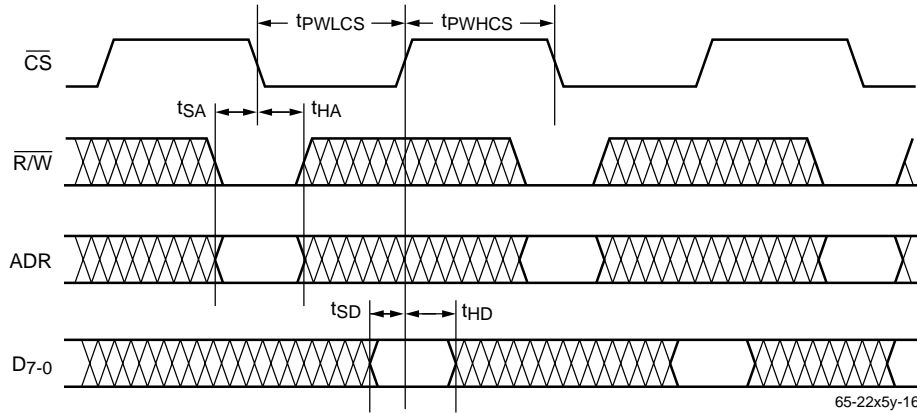 tPWLCS tPWHCS
CS
tSA tHA
R/W
ADR
tSD tHD
D7-0
65-22x5y-16